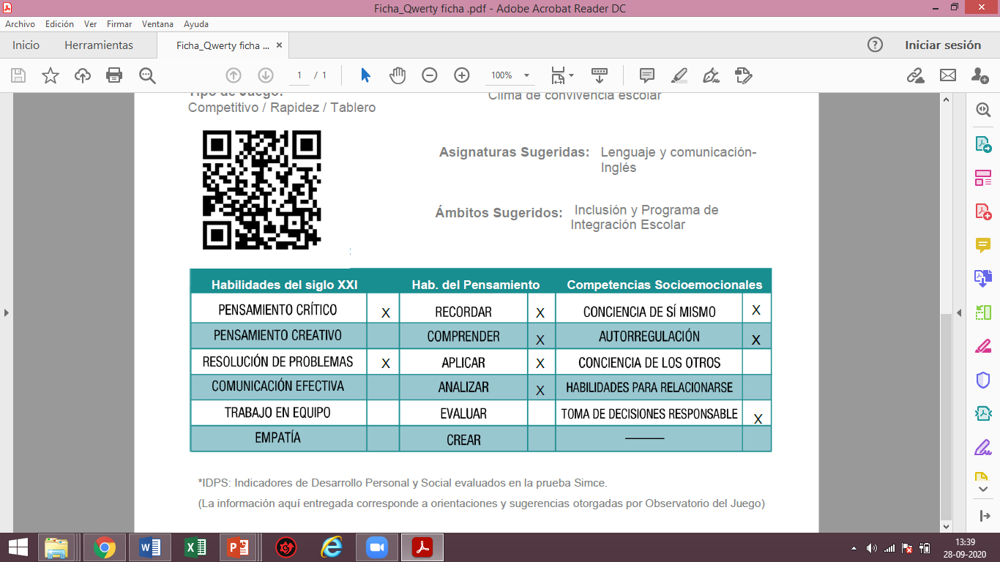 Ficha_Qwerty ficha .pdf - Adobe Acrobat Reader DC
Archivo Edición Ver Firmar Ventana Ayuda
Inicio Herramientas Ficha_Qwerty ficha ... × Iniciar sesión
1 / 1 100%
Tipo de Juego: Clima de convivencia escolar
Competitivo / Rapidez / Tablero
Asignaturas Sugeridas: Lenguaje y comunicación-
Inglés
Ámbitos Sugeridos: Inclusión y Programa de
Integración Escolar
Habilidades del siglo XXI Hab. del Pensamiento Competencias Socioemocionales
PENSAMIENTO CRÍTICO X RECORDAR X CONCIENCIA DE SÍ MISMO X
PENSAMIENTO CREATIVO COMPRENDER X AUTORREGULACIÓN X
RESOLUCIÓN DE PROBLEMAS X APLICAR X CONCIENCIA DE LOS OTROS
COMUNICACIÓN EFECTIVA ANALIZAR X HABILIDADES PARA RELACIONARSE
TRABAJO EN EQUIPO EVALUAR TOMA DE DECISIONES RESPONSABLE X
EMPATÍA CREAR
*IDPS: Indicadores de Desarrollo Personal y Social evaluados en la prueba Simce.
(La información aquí entregada corresponde a orientaciones y sugerencias otorgadas por Observatorio del Juego)
13:39
28-09-2020